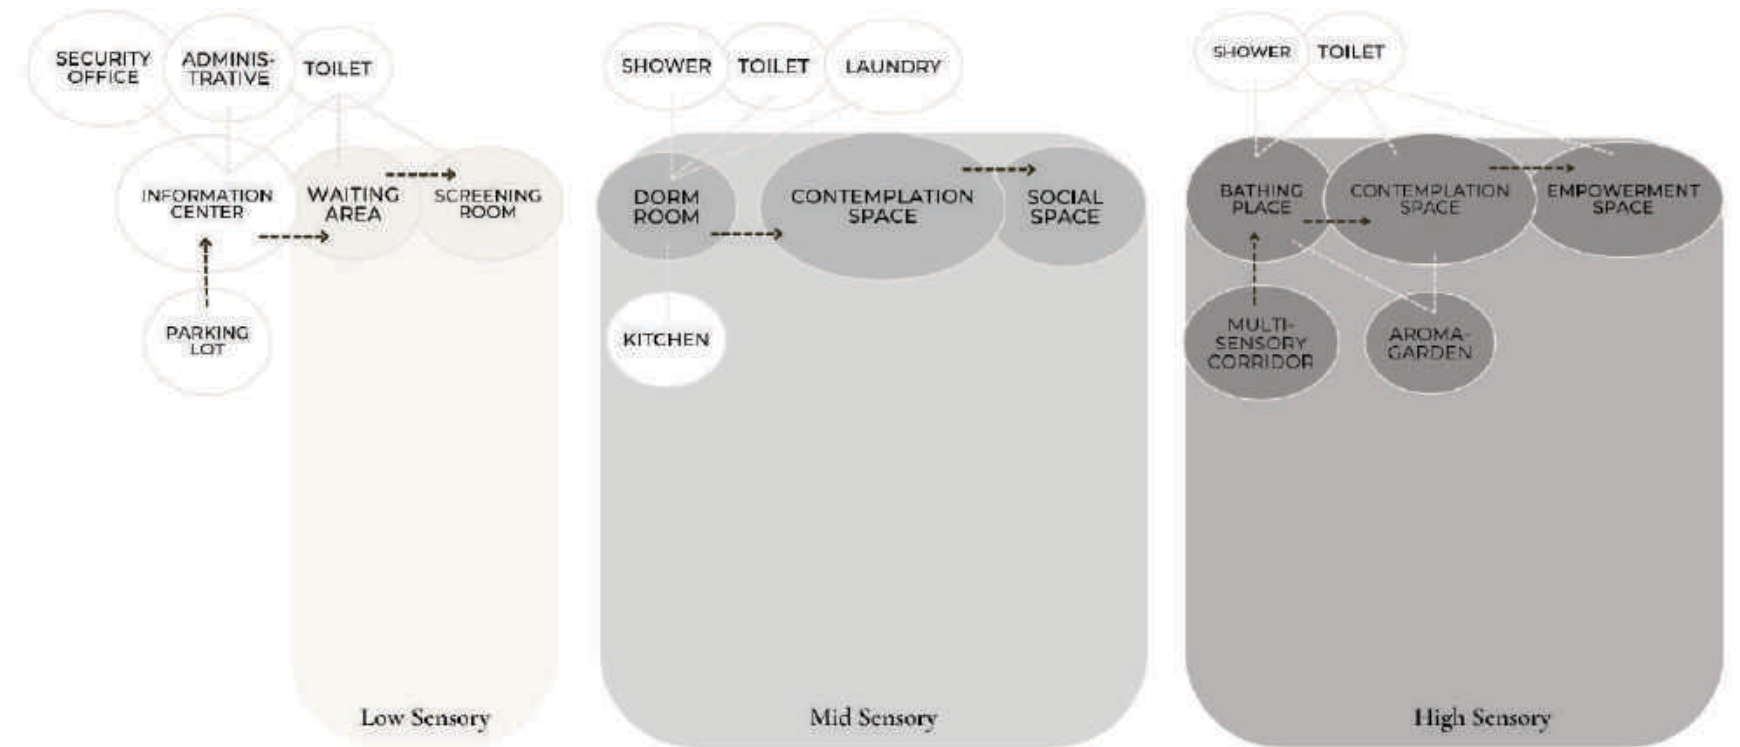 SECURITY
OFFICE
ADMINIS-
TRATIVE
TOILET
INFORMATION
CENTER
WAITING
AREA
SCREENING
ROOM
PARKING
LOT
Low Sensory
SHOWER
TOILET
LAUNDRY
DORM
ROOM
CONTEMPLATION
SPACE
SOCIAL
SPACE
KITCHEN
Mid Sensory
SHOWER
TOILET
BATHING
PLACE
CONTEMPLATION
SPACE
EMPOWERMENT
SPACE
MULTI-
SENSORY
CORRIDOR
AROMA-
GARDEN
High Sensory